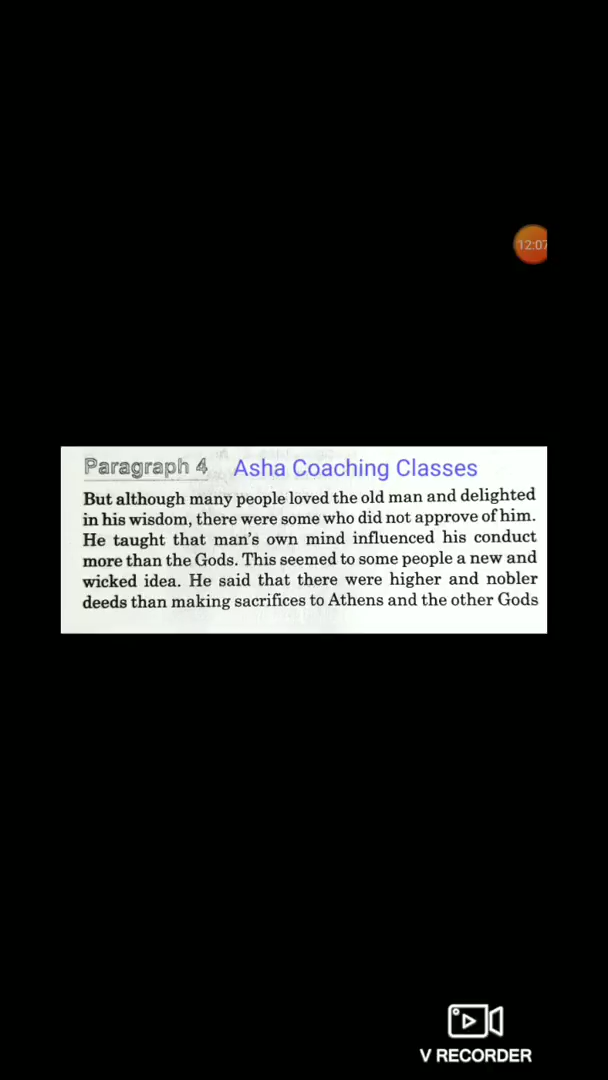 12:07
Paragraph 4 Asha Coaching Classes
But although many people loved the old man and delighted
in his wisdom, there were some who did not approve of him.
He taught that man's own mind influenced his conduct
more than the Gods. This seemed to some people a new and
wicked idea. He said that there were higher and nobler
deeds than making sacrifices to Athens and the other Gods
V RECORDER